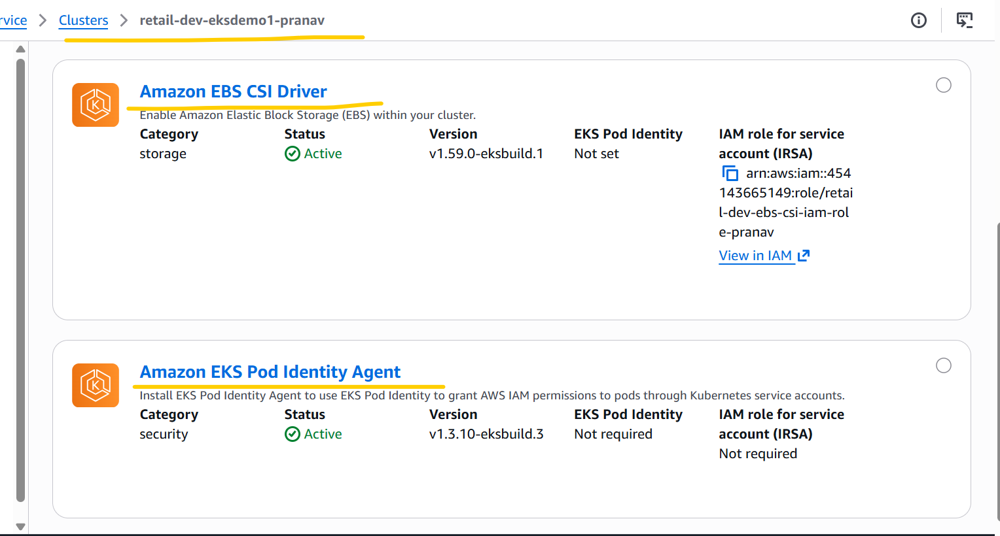 rvice > Clusters > retail-dev-eksdemo1-pranav
Amazon EBS CSI Driver
Enable Amazon Elastic Block Storage (EBS) within your cluster.
Category
storage
Status
Active
Version
v1.59.0-eksbuild.1
EKS Pod Identity
Not set
IAM role for service
account (IRSA)
arn:aws:iam::454
143665149:role/retai
l-dev-ebs-csi-iam-rol
e-pranav
View in IAM
Amazon EKS Pod Identity Agent
Install EKS Pod Identity Agent to use EKS Pod Identity to grant AWS IAM permissions to pods through Kubernetes service accounts.
Category
security
Status
Active
Version
v1.3.10-eksbuild.3
EKS Pod Identity
Not required
IAM role for service
account (IRSA)
Not required